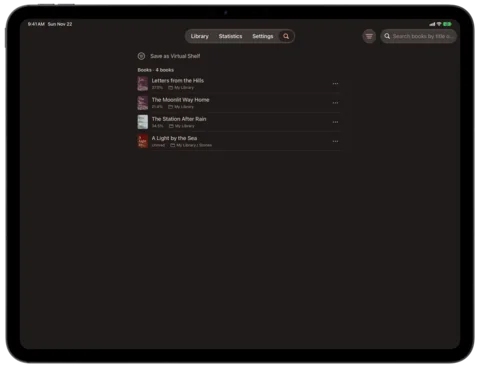 9:41 AM Sun Nov 22
Library Statistics Settings
Search books by title o...
Save as Virtual Shelf
Books · 4 books
Letters from the Hills
My Library
The Moonlit Way Home
My Library
The Station After Rain
My Library
A Light by the Sea
Unread My Library / Stories